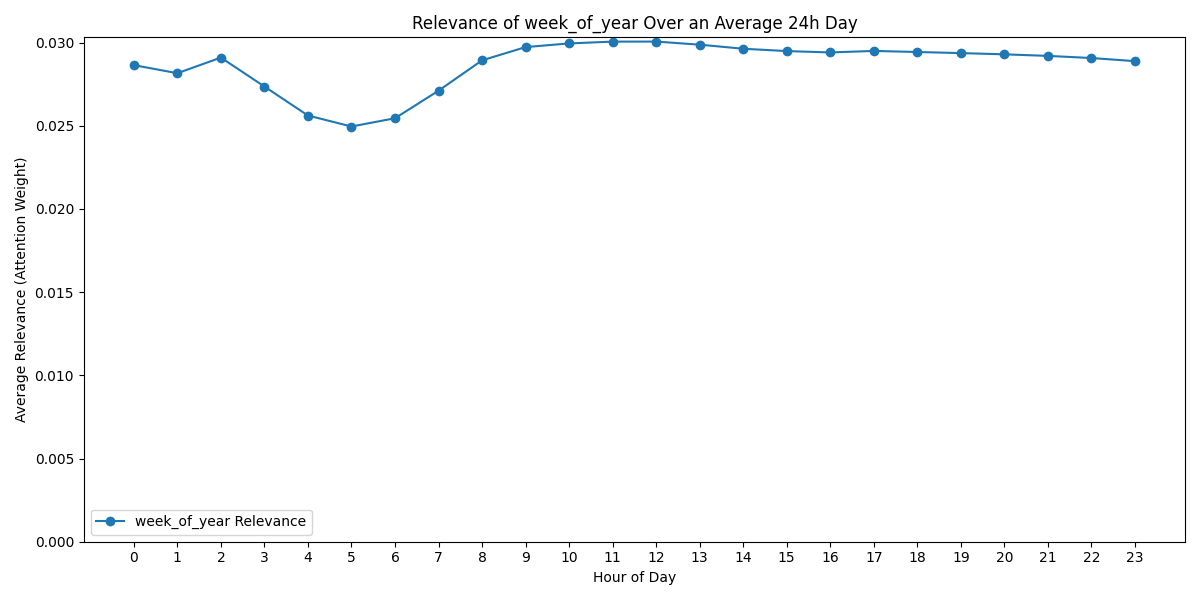 Relevance of week_of_year Over an Average 24h Day
Average Relevance (Attention Weight)
0.030
0.025
0.020
0.015
0.010
0.005
0.000
week_of_year Relevance
0 1 2 3 4 5 6 7 8 9 10 11 12 13 14 15 16 17 18 19 20 21 22 23
Hour of Day